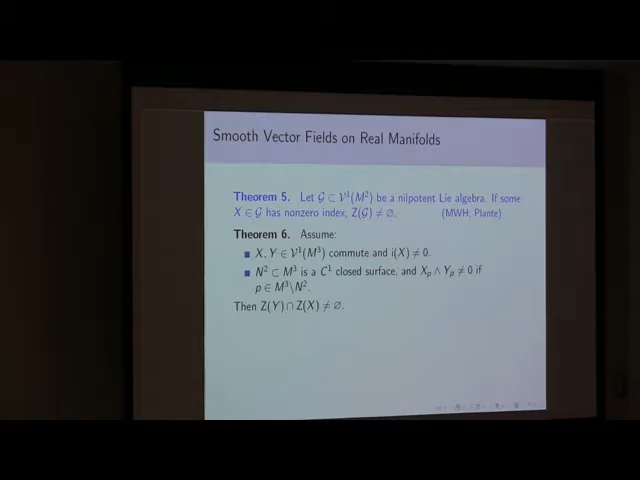 Smooth Vector Fields on Real Manifolds
Theorem 5. Let 𝒢 ⊂ 𝒱¹(M²) be a nilpotent Lie algebra. If some
X ∈ 𝒢 has nonzero index, Z(𝒢) ≠ ∅. (MWH; Plante)
Theorem 6. Assume:
■ X, Y ∈ 𝒱¹(M³) commute and i(X) ≠ 0.
■ N² ⊂ M³ is a C¹ closed surface, and Xₚ ∧ Yₚ ≠ 0 if
p ∈ M³\N².
Then Z(Y) ∩ Z(X) ≠ ∅.